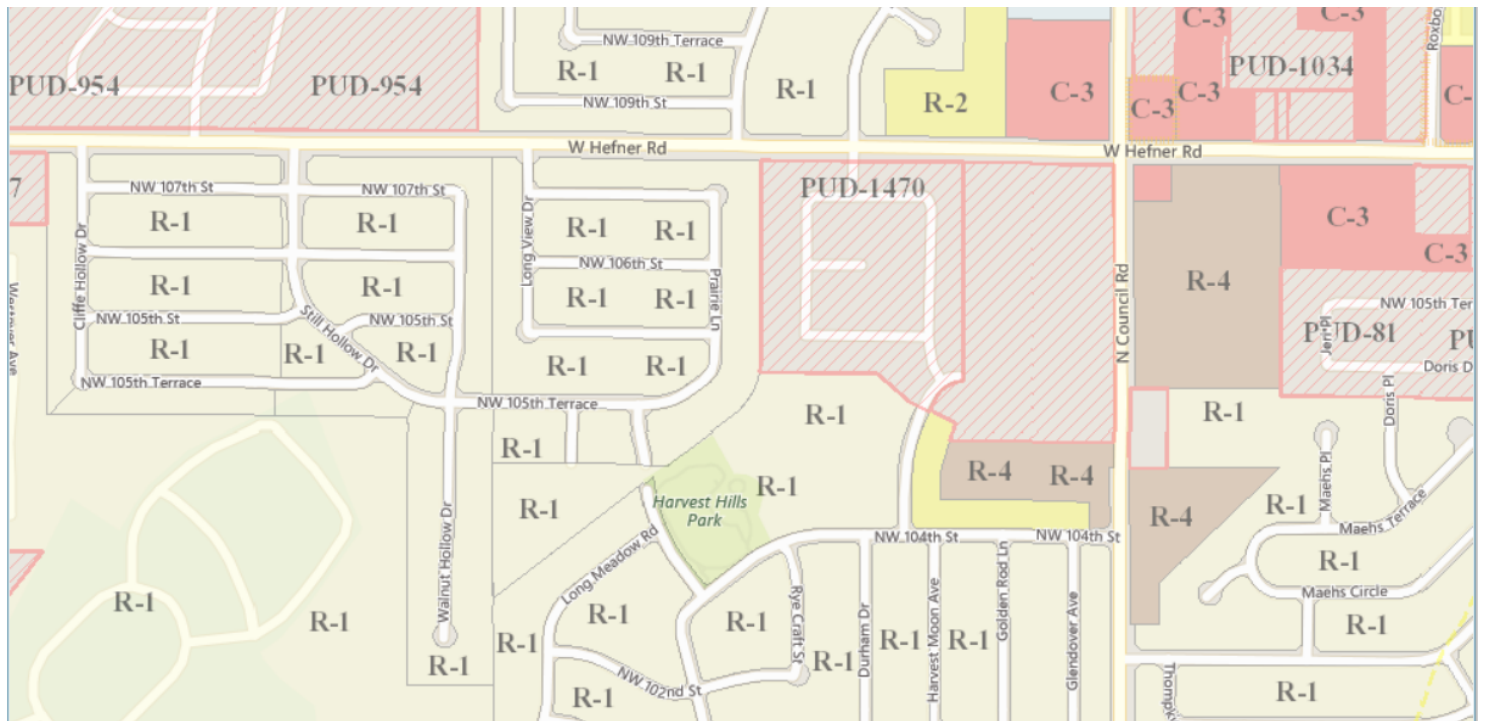 C-3
C-3
Roxbo
NW 109th Terrace
R-1
R-1
R-1
PUD-1034
PUD-954
PUD-954
NW 109th St
R-2
C-3
C-3
C-3
C-
W Hefner Rd
W Hefner Rd
7
NW 107th St
NW 107th St
PUD-1470
R-1
R-1
R-1
R-1
C-3
C-3
Cliffe Hollow Dr
Long View Dr
NW 106th St
Prairie Ln
N Council Rd
R-4
R-1
R-1
R-1
R-1
NW 105th Ter
NW 105th St
Still Hollow Dr
NW 105th St
Jeri Pl
PUD-81
R-1
R-1
R-1
R-1
R-1
Doris D
NW 105th Terrace
NW 105th Terrace
Doris Pl
R-1
R-1
R-1
Maehs Pl
R-4
R-4
R-1
R-1
Harvest Hills
Park
R-1
R-4
Maehs Terrace
Walnut Hollow Dr
Long Meadow Rd
NW 104th St
NW 104th St
R-1
Maehs Circle
R-1
R-1
R-1
R-1
Rye Craft St
Durham Dr
Harvest Moon Ave
Golden Rod Ln
Glendover Ave
R-1
R-1
R-1
R-1
R-1
R-1
NW 102nd St
R-1
Thompk
R-1